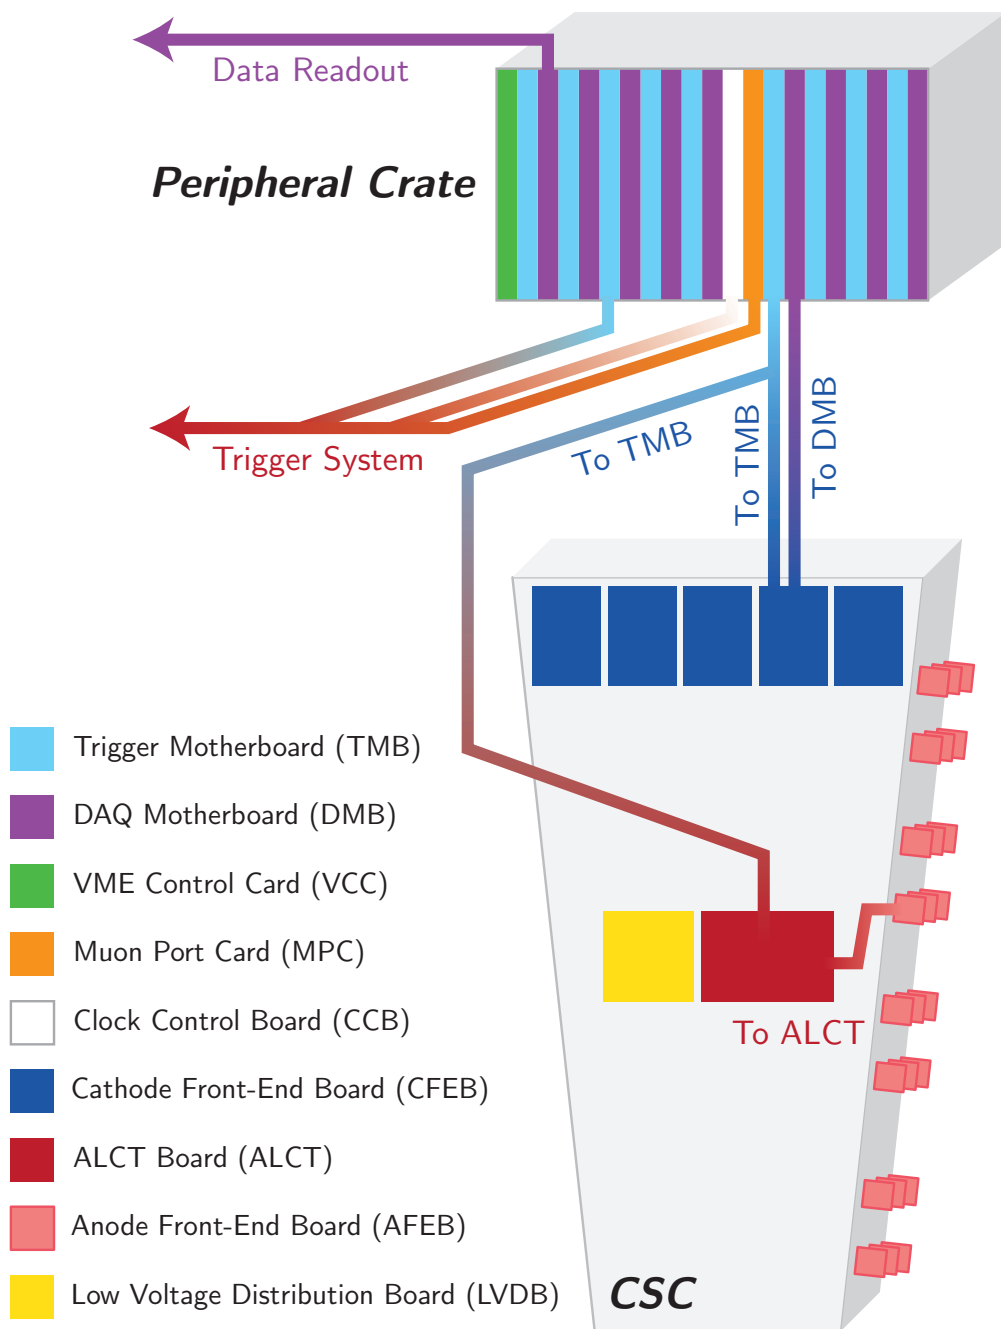 Data Readout
Peripheral Crate
Trigger System
To TMB
To TMB
To DMB
Trigger Motherboard (TMB)
DAQ Motherboard (DMB)
VME Control Card (VCC)
Muon Port Card (MPC)
Clock Control Board (CCB)
Cathode Front-End Board (CFEB)
ALCT Board (ALCT)
Anode Front-End Board (AFEB)
Low Voltage Distribution Board (LVDB)
To ALCT
CSC